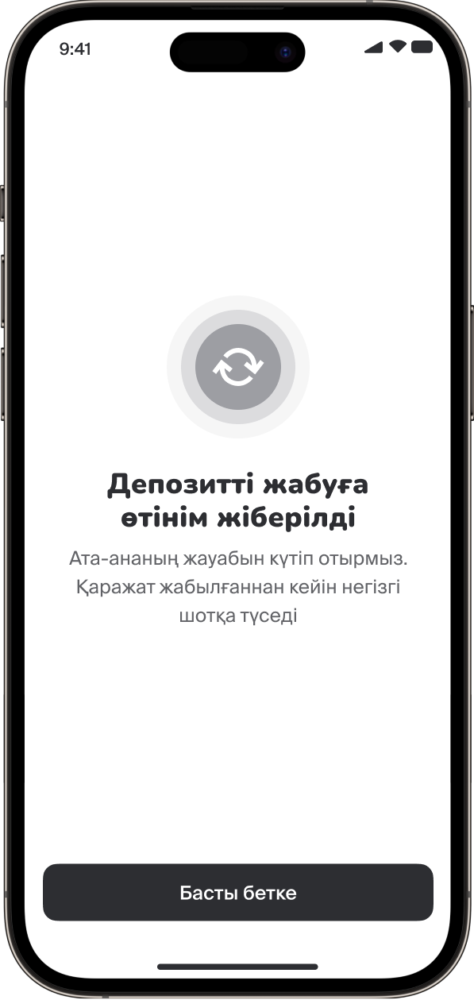 9:41
Депозитті жабуға
өтінім жіберілді
Ата-ананың жауабын күтіп отырмыз.
Қаражат жабылғаннан кейін негізгі
шотқа түседі
Басты бетке